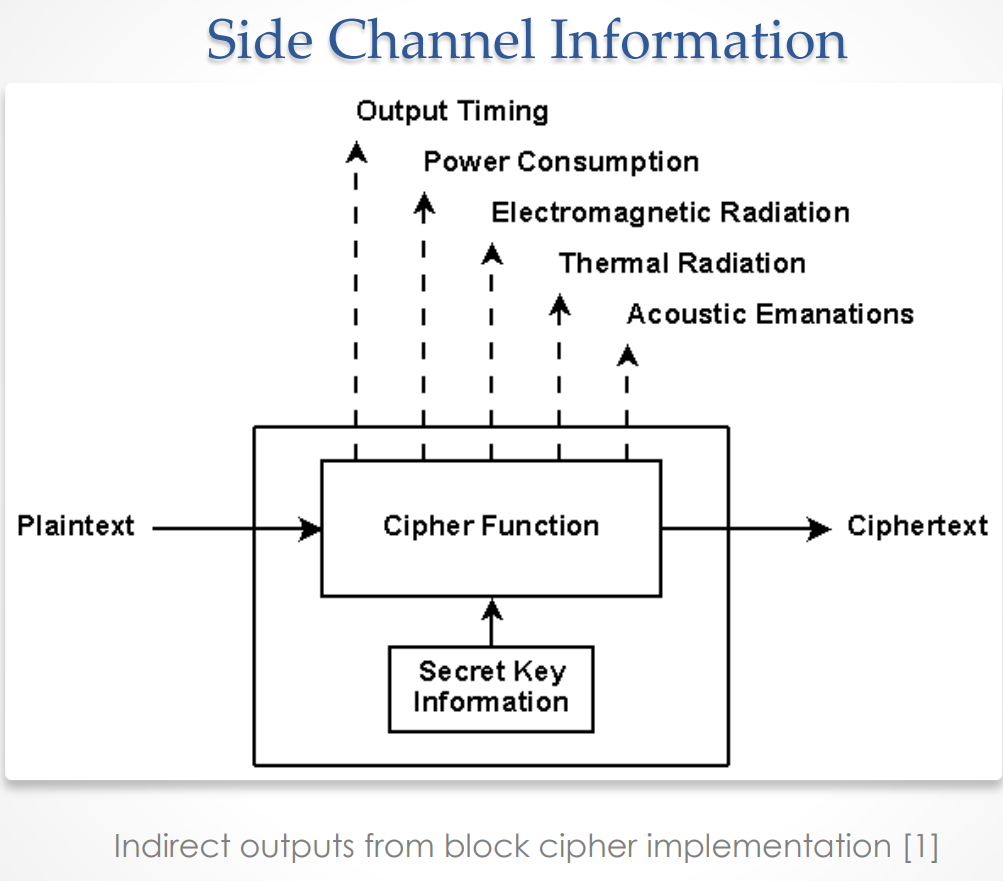 Side Channel Information
Output Timing
Power Consumption
Electromagnetic Radiation
Thermal Radiation
Acoustic Emanations
Plaintext
Cipher Function
Ciphertext
Secret Key
Information
Indirect outputs from block cipher implementation [1]